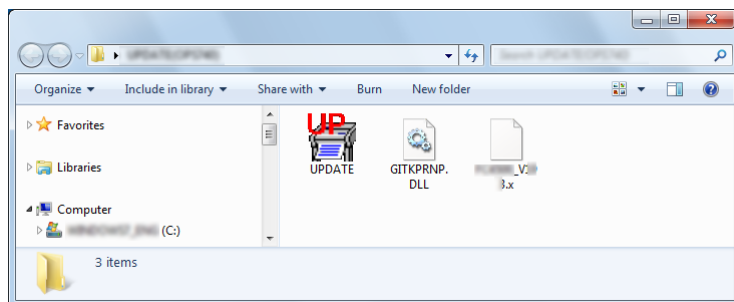 Organize Include in library Share with Burn New folder
Favorites
Libraries
Computer
(C:)
UP
UPDATE
GITKPRNP.
DLL
3 items